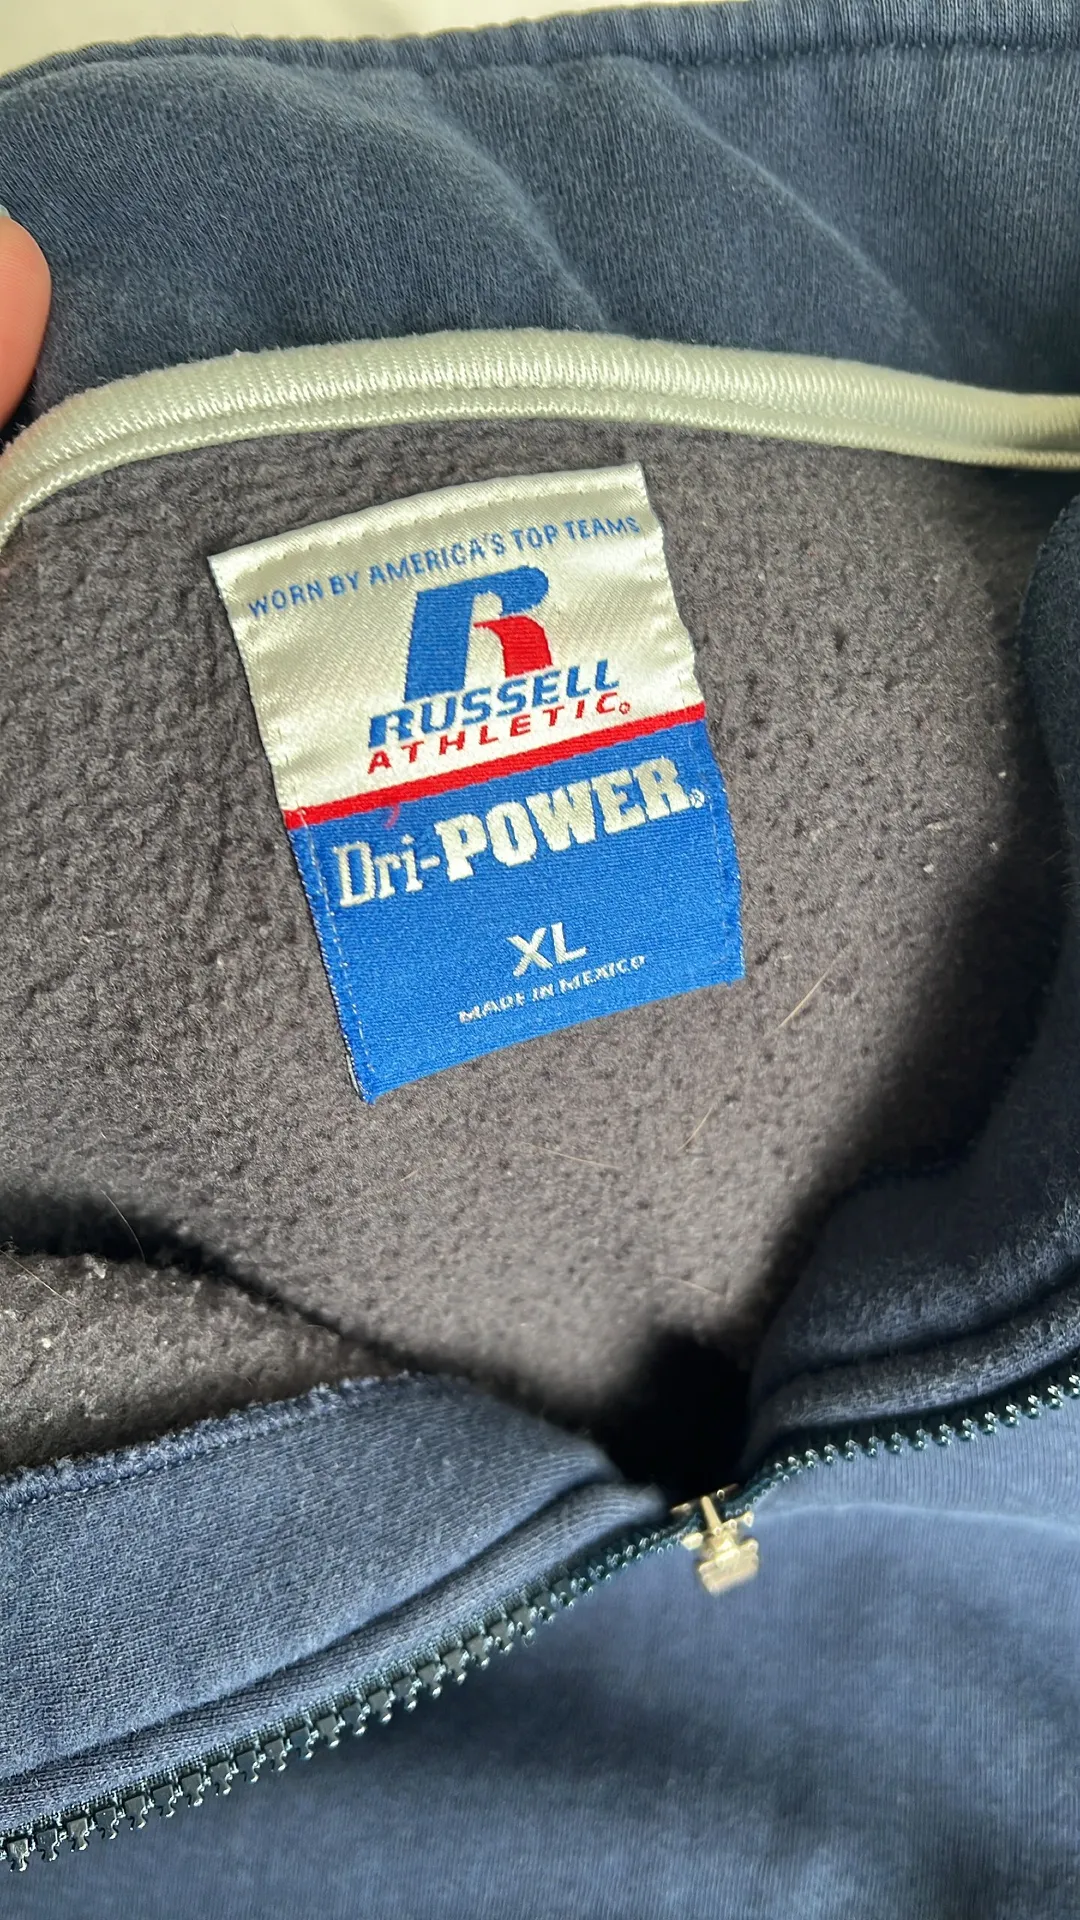 WORN BY AMERICA'S TOP TEAMS
R
RUSSELL
ATHLETIC®
Dri-POWER®
XL
MADE IN MEXICO